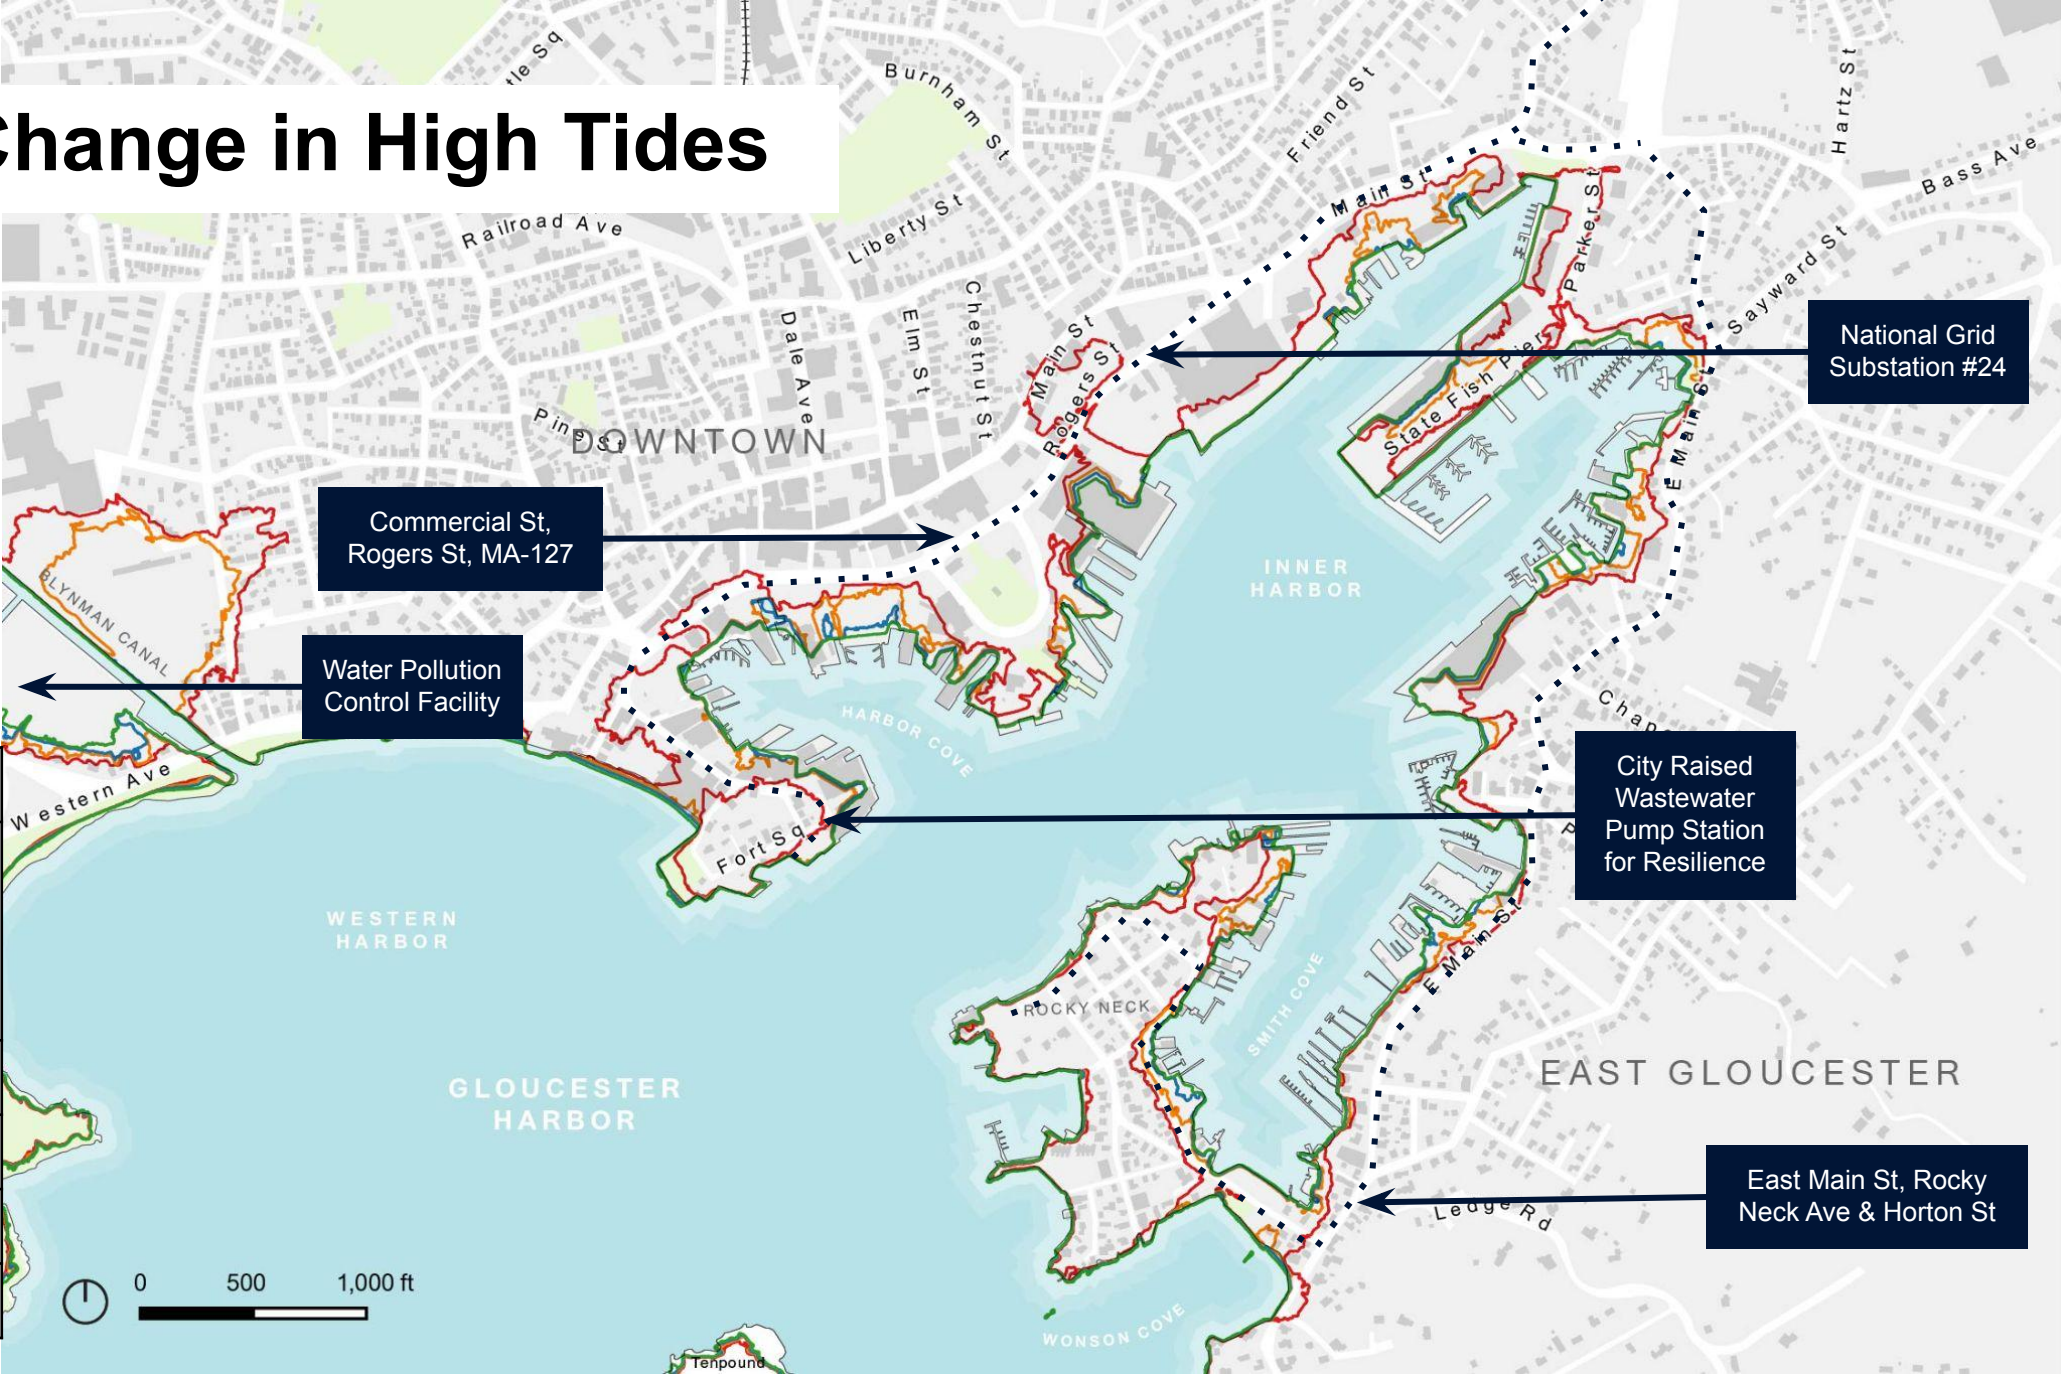 Change in High Tides
Burnham St
Friend St
Hartz St
Bass Ave
Main St
Railroad Ave
Liberty St
Parker St
Sayward St
Chestnut St
Elm St
Dale Ave
Main St
Rogers St
National Grid
Substation #24
State Fish Pier
E Main St
Pine St
DOWNTOWN
Commercial St,
Rogers St, MA-127
INNER
HARBOR
BLYNMAN CANAL
Water Pollution
Control Facility
HARBOR COVE
Western Ave
City Raised
Wastewater
Pump Station
for Resilience
Fort Sq
WESTERN
HARBOR
E Main St
ROCKY NECK
SMITH COVE
GLOUCESTER
HARBOR
EAST GLOUCESTER
East Main St, Rocky
Neck Ave & Horton St
Ledge Rd
0 500 1,000 ft
WONSON COVE
Tenpound